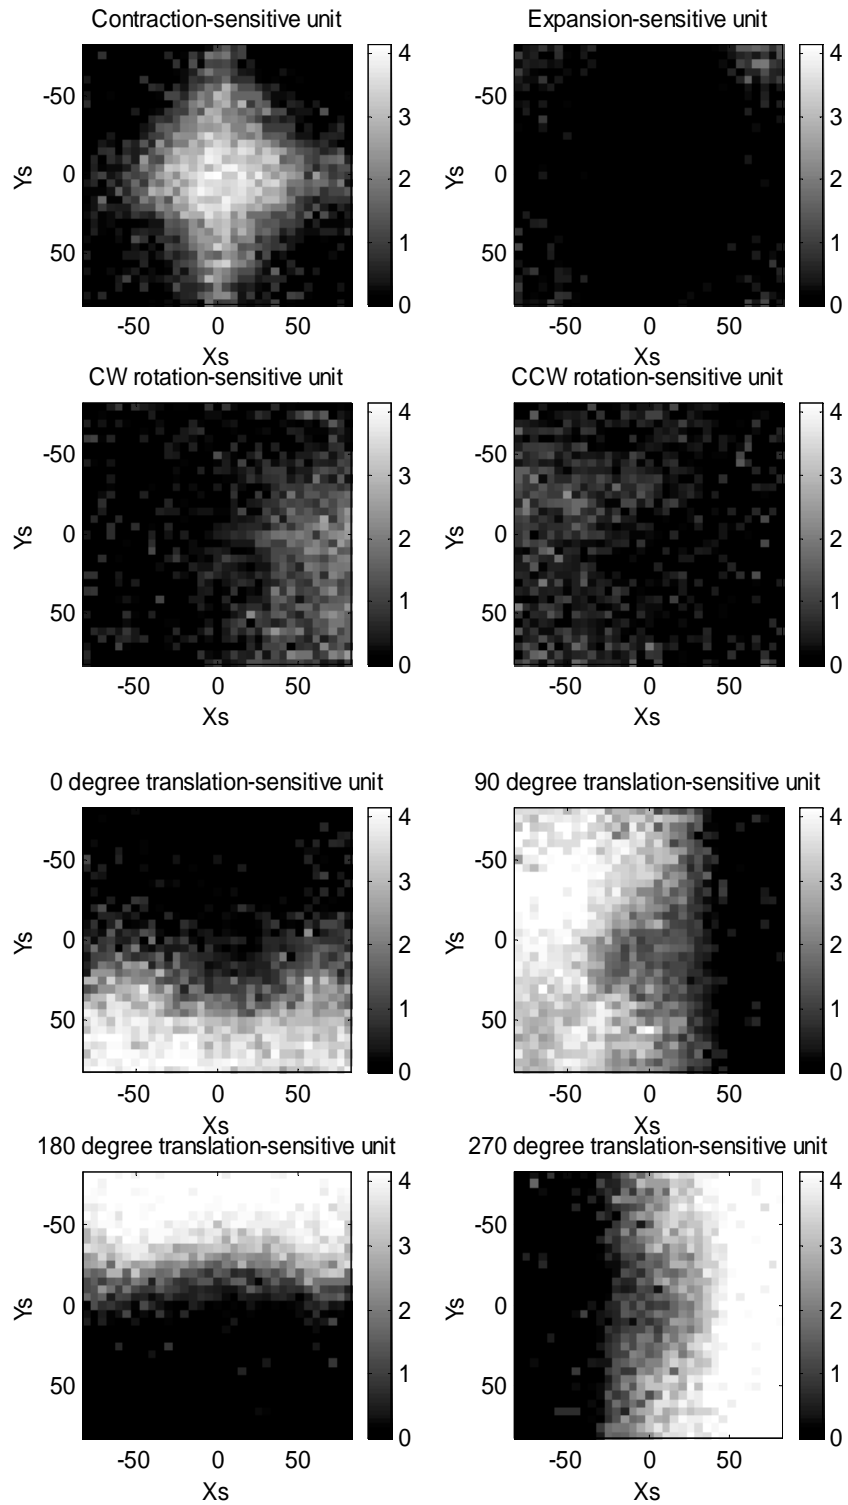 Contraction-sensitive unit
Expansion-sensitive unit
4
3
2
1
0
-50
0
50
Ys
-50 0 50
Xs
4
3
2
1
0
-50
0
50
Ys
-50 0 50
Xs
CW rotation-sensitive unit
CCW rotation-sensitive unit
4
3
2
1
0
-50
0
50
Ys
-50 0 50
Xs
4
3
2
1
0
-50
0
50
Ys
-50 0 50
Xs
0 degree translation-sensitive unit
90 degree translation-sensitive unit
4
3
2
1
0
-50
0
50
Ys
-50 0 50
Xs
4
3
2
1
0
-50
0
50
Ys
-50 0 50
Xs
180 degree translation-sensitive unit
270 degree translation-sensitive unit
4
3
2
1
0
-50
0
50
Ys
-50 0 50
Xs
4
3
2
1
0
-50
0
50
Ys
-50 0 50
Xs